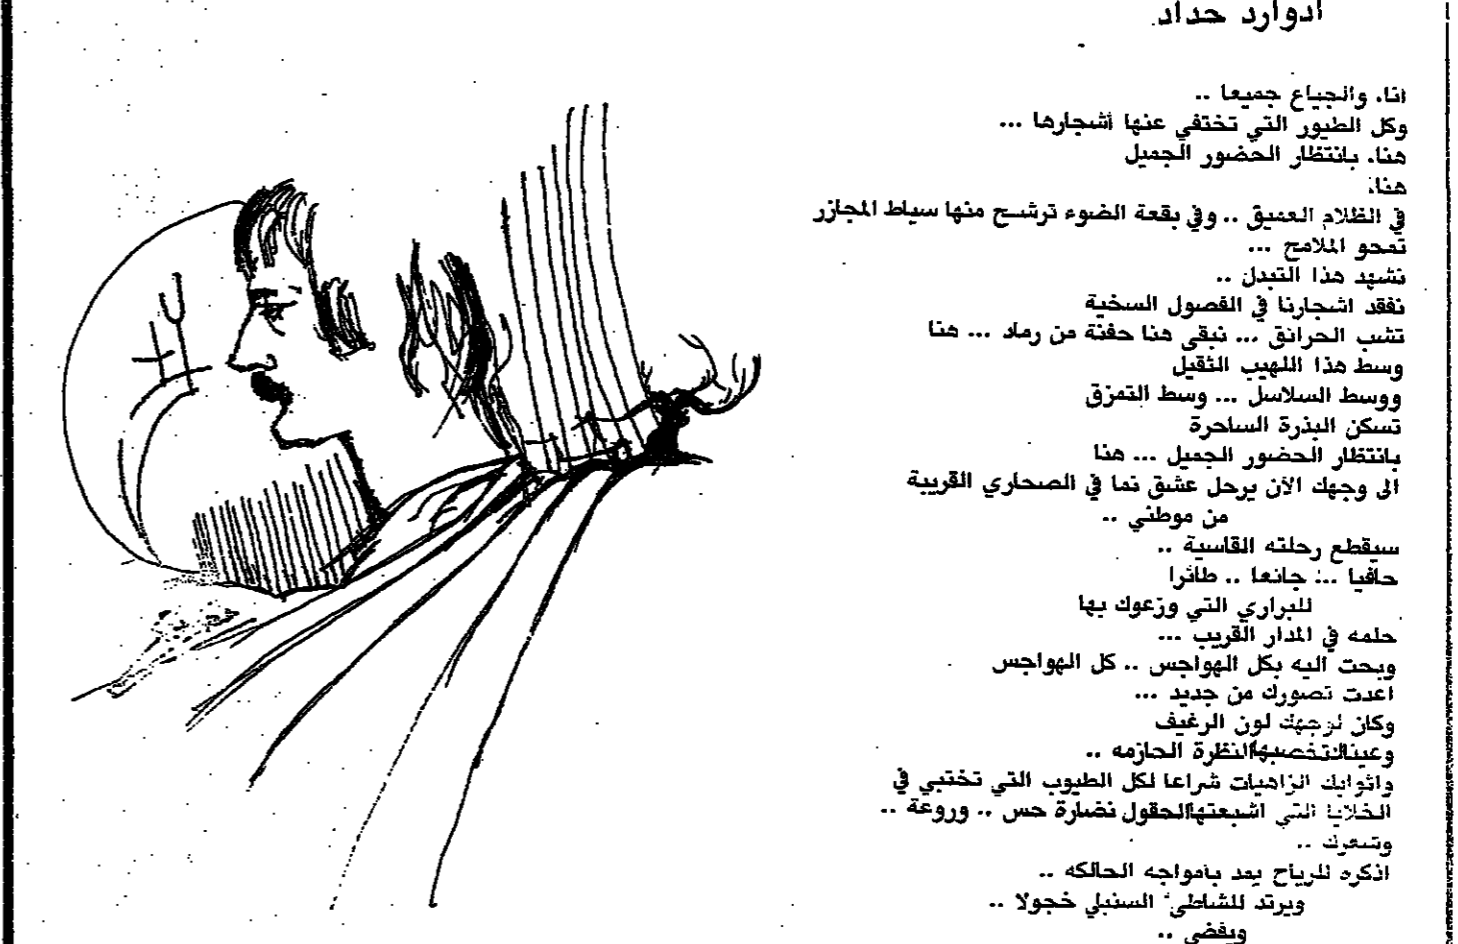 ادوارد حداد
أنا. والجياع جميعا ..
وكل الطيور التي تختفي عنها أشجارها ...
هنا. بانتظار الحضور الجميل
هنا.
في الظلام العميق .. وفي بقعة الضوء ترشح منها سياط المجازر
تمحو الملامح ...
نشهد هذا التبدل ..
نفقد اشجارنا في الفصول السخية
تشب الحرائق ... نبقى هنا حفنة من رماد ... هنا
وسط هذا اللهيب الثقيل
ووسط السلاسل ... وسط التمزق
تسكن البذرة الساحرة
بانتظار الحضور الجميل ... هنا
الى وجهك الآن يرحل عشق نما في الصحاري القريبة
من موطني ..
سيقطع رحلته القاسية ..
حافيا .. جائعا .. طائرا
للبراري التي وزعوك بها
حلمه في المدار القريب ...
وبحت اليه بكل الهواجس .. كل الهواجس
اعدت تصورك من جديد ...
وكان لوجهك لون الرغيف
وعيناك تخصبها النظرة الحازمه ..
واثوابك الزاهيات شراعا لكل الطيوب التي تختبي في
الخلايا التي اشبعتها الحقول نضارة حس .. وروعة ..
وشعرك ..
اذكره للرياح يمد بأمواجه الحالكه ..
ويرتد للشاطئ السنبلي خجولا ..
ويفضي ..